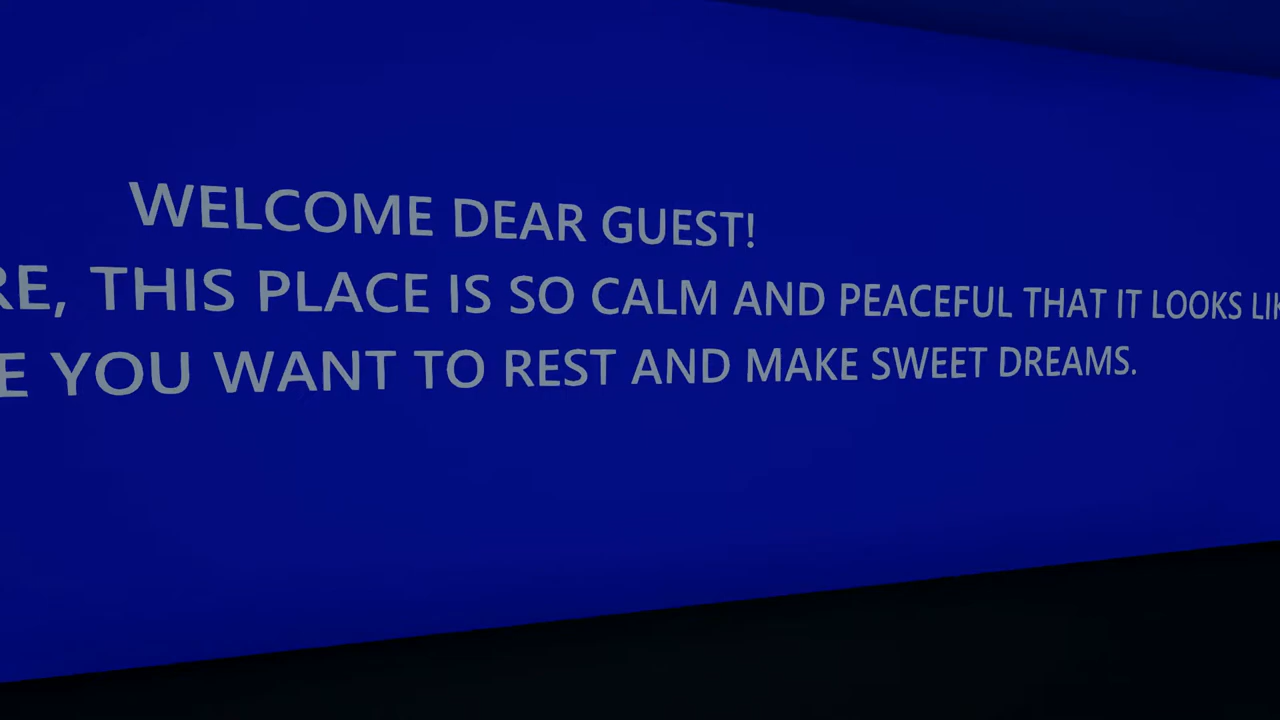 WELCOME DEAR GUEST!
THIS PLACE IS SO CALM AND PEACEFUL THAT IT LOOKS
YOU WANT TO REST AND MAKE SWEET DREAMS.